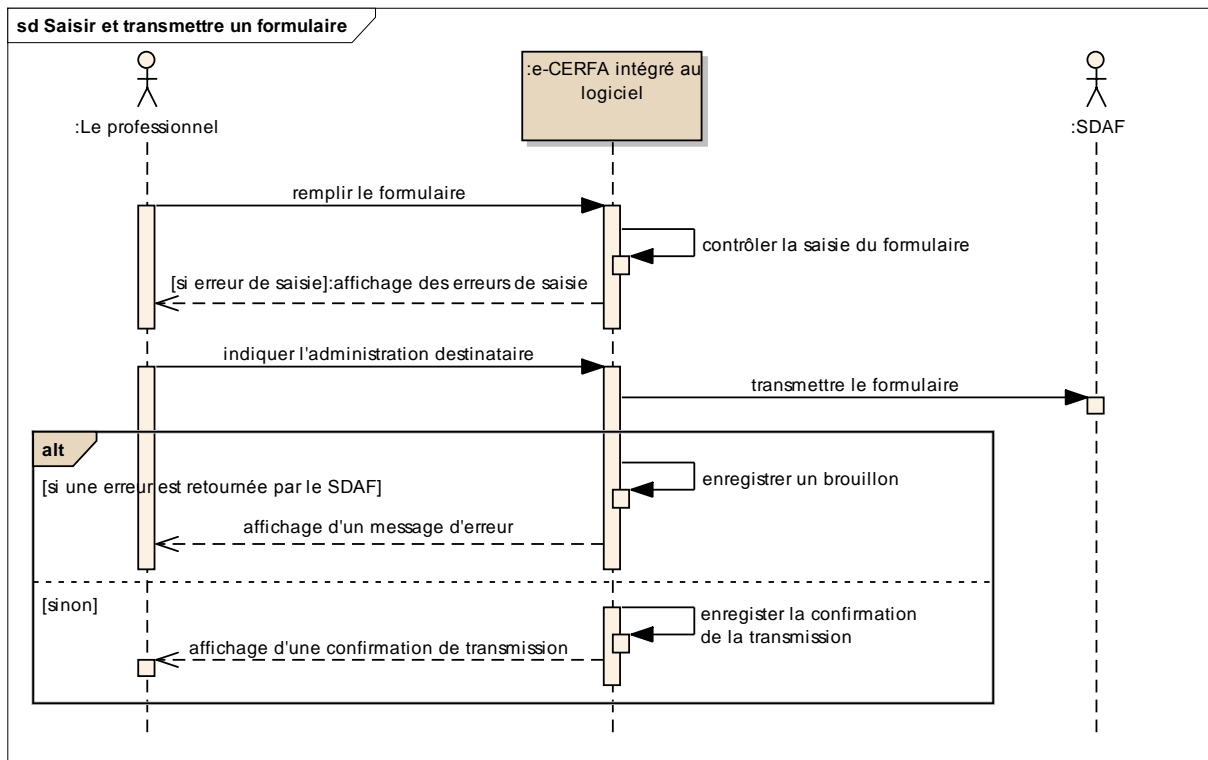 sd Saisir et transmettre un formulaire
:Le professionnel
:e-CERFA intégré au
logiciel
:SDAF
remplir le formulaire
contrôler la saisie du formulaire
[si erreur de saisie]:affichage des erreurs de saisie
indiquer l'administration destinataire
transmettre le formulaire
alt
[si une erreur est retournée par le SDAF]
enregistrer un brouillon
affichage d'un message d'erreur
[sinon]
enregister la confirmation
de la transmission
affichage d'une confirmation de transmission